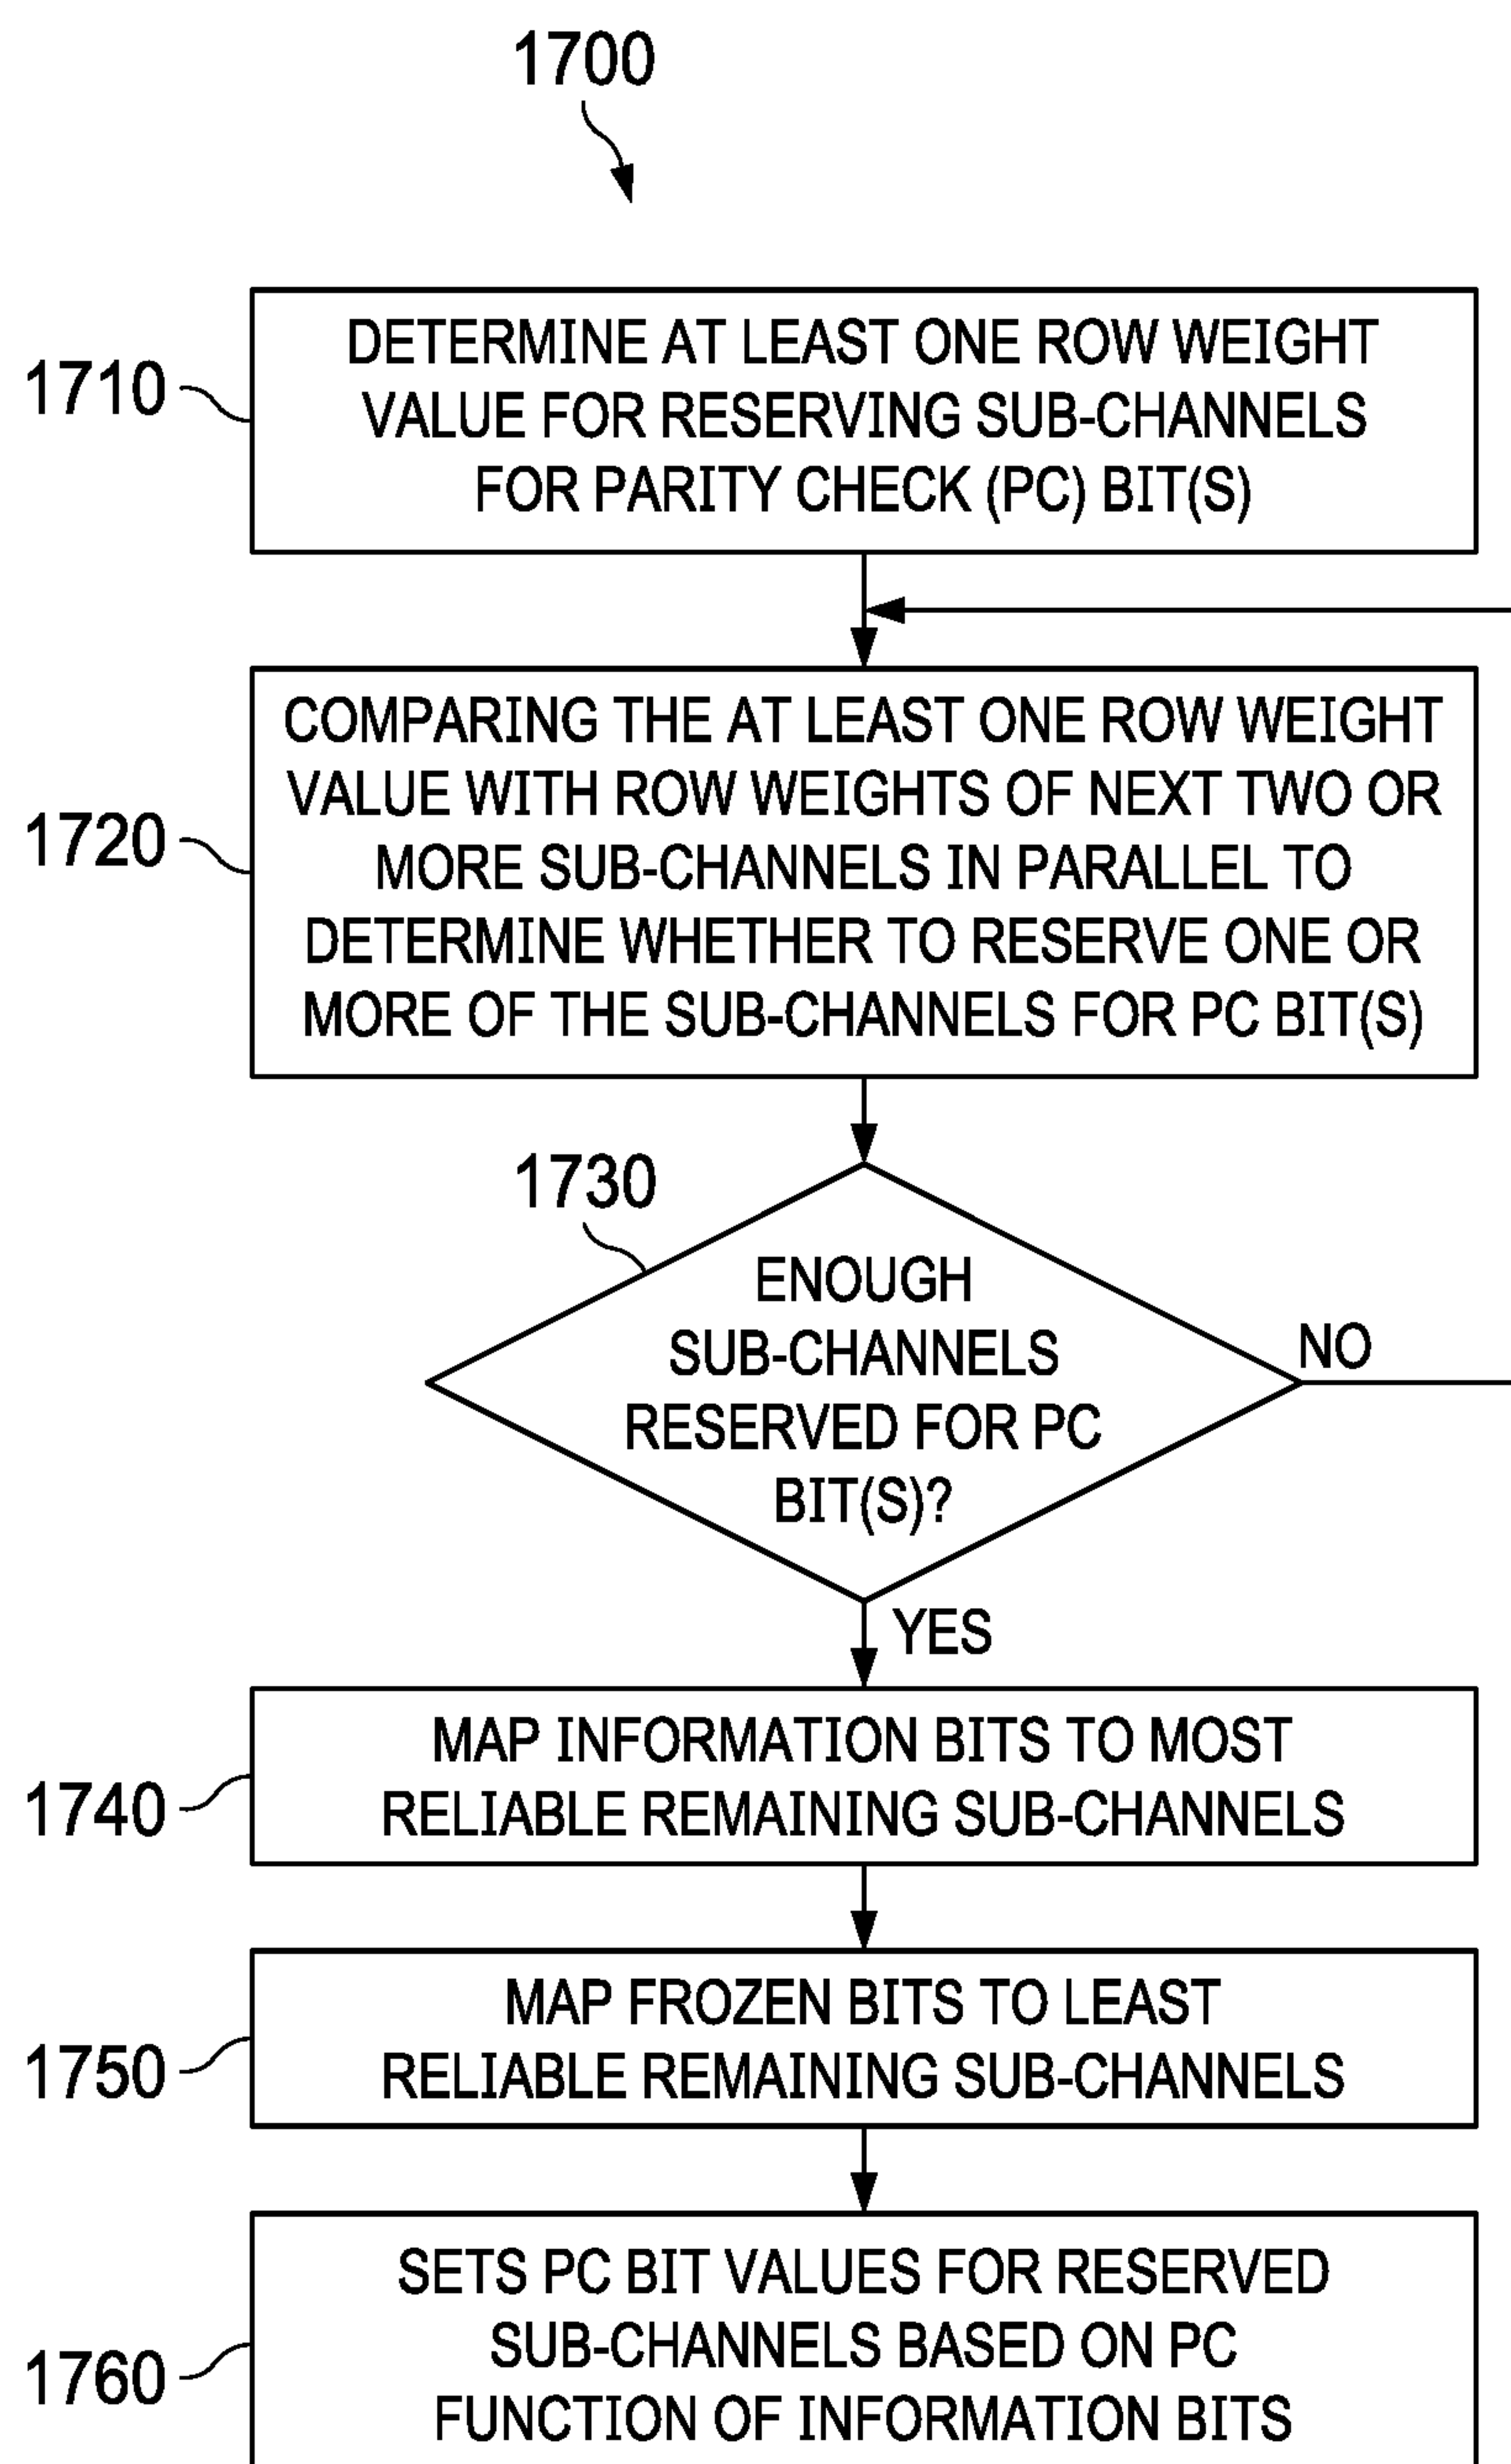 1700
1710
DETERMINE AT LEAST ONE ROW WEIGHT
VALUE FOR RESERVING SUB-CHANNELS
FOR PARITY CHECK (PC) BIT(S)
1720
COMPARING THE AT LEAST ONE ROW WEIGHT
VALUE WITH ROW WEIGHTS OF NEXT TWO OR
MORE SUB-CHANNELS IN PARALLEL TO
DETERMINE WHETHER TO RESERVE ONE OR
MORE OF THE SUB-CHANNELS FOR PC BIT(S)
1730
ENOUGH
SUB-CHANNELS
RESERVED FOR PC
BIT(S)?
NO
YES
1740
MAP INFORMATION BITS TO MOST
RELIABLE REMAINING SUB-CHANNELS
1750
MAP FROZEN BITS TO LEAST
RELIABLE REMAINING SUB-CHANNELS
1760
SETS PC BIT VALUES FOR RESERVED
SUB-CHANNELS BASED ON PC
FUNCTION OF INFORMATION BITS